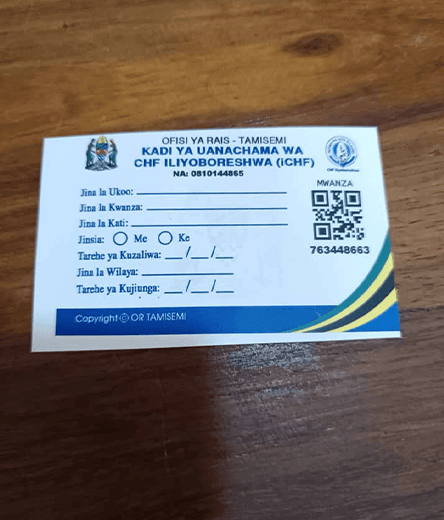 OFISI YA RAIS - TAMISEMI
KADI YA UANACHAMA WA
CHF ILIYOBORESHWA (iCHF)
NA: 0810144865
MWANZA
763448663
Jina la Ukoo:
Jina la Kwanza:
Jina la Kati:
Jinsia: Me Ke
Tarehe ya Kuzaliwa: __/__/__
Jina la Wilaya:
Tarehe ya Kujiunga: __/__/__
Copyright © OR TAMISEMI